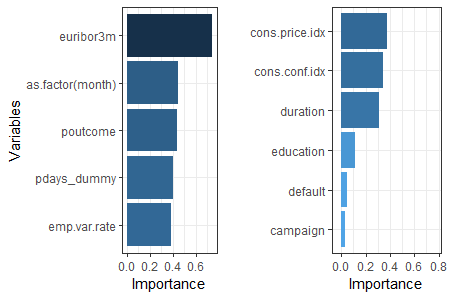 Variables
euribor3m
as.factor(month)
poutcome
pdays_dummy
emp.var.rate
0.0 0.2 0.4 0.6
Importance
cons.price.idx
cons.conf.idx
duration
education
default
campaign
0.0 0.2 0.4 0.6 0.8
Importance